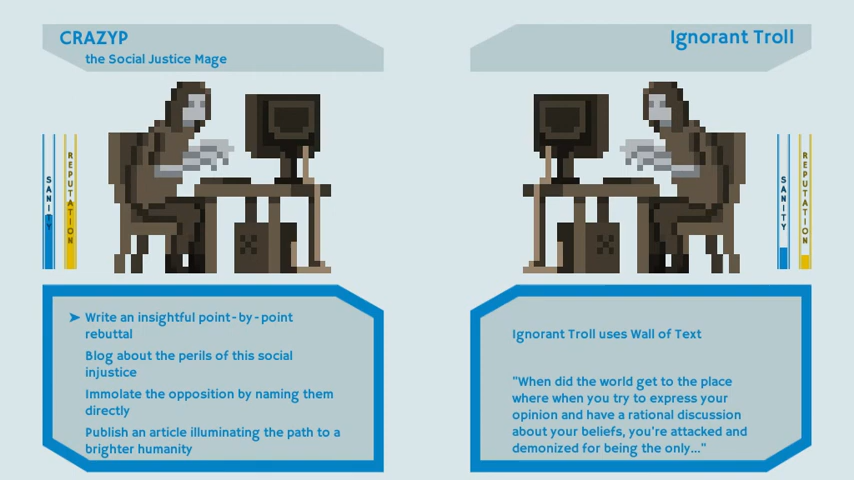 CRAZYP
the Social Justice Mage
Ignorant Troll
SANITY
REPUTATION
SANITY
REPUTATION
➤ Write an insightful point-by-point
rebuttal
Blog about the perils of this social
injustice
Immolate the opposition by naming them
directly
Publish an article illuminating the path to a
brighter humanity
Ignorant Troll uses Wall of Text
"When did the world get to the place
where when you try to express your
opinion and have a rational discussion
about your beliefs, you're attacked and
demonized for being the only..."